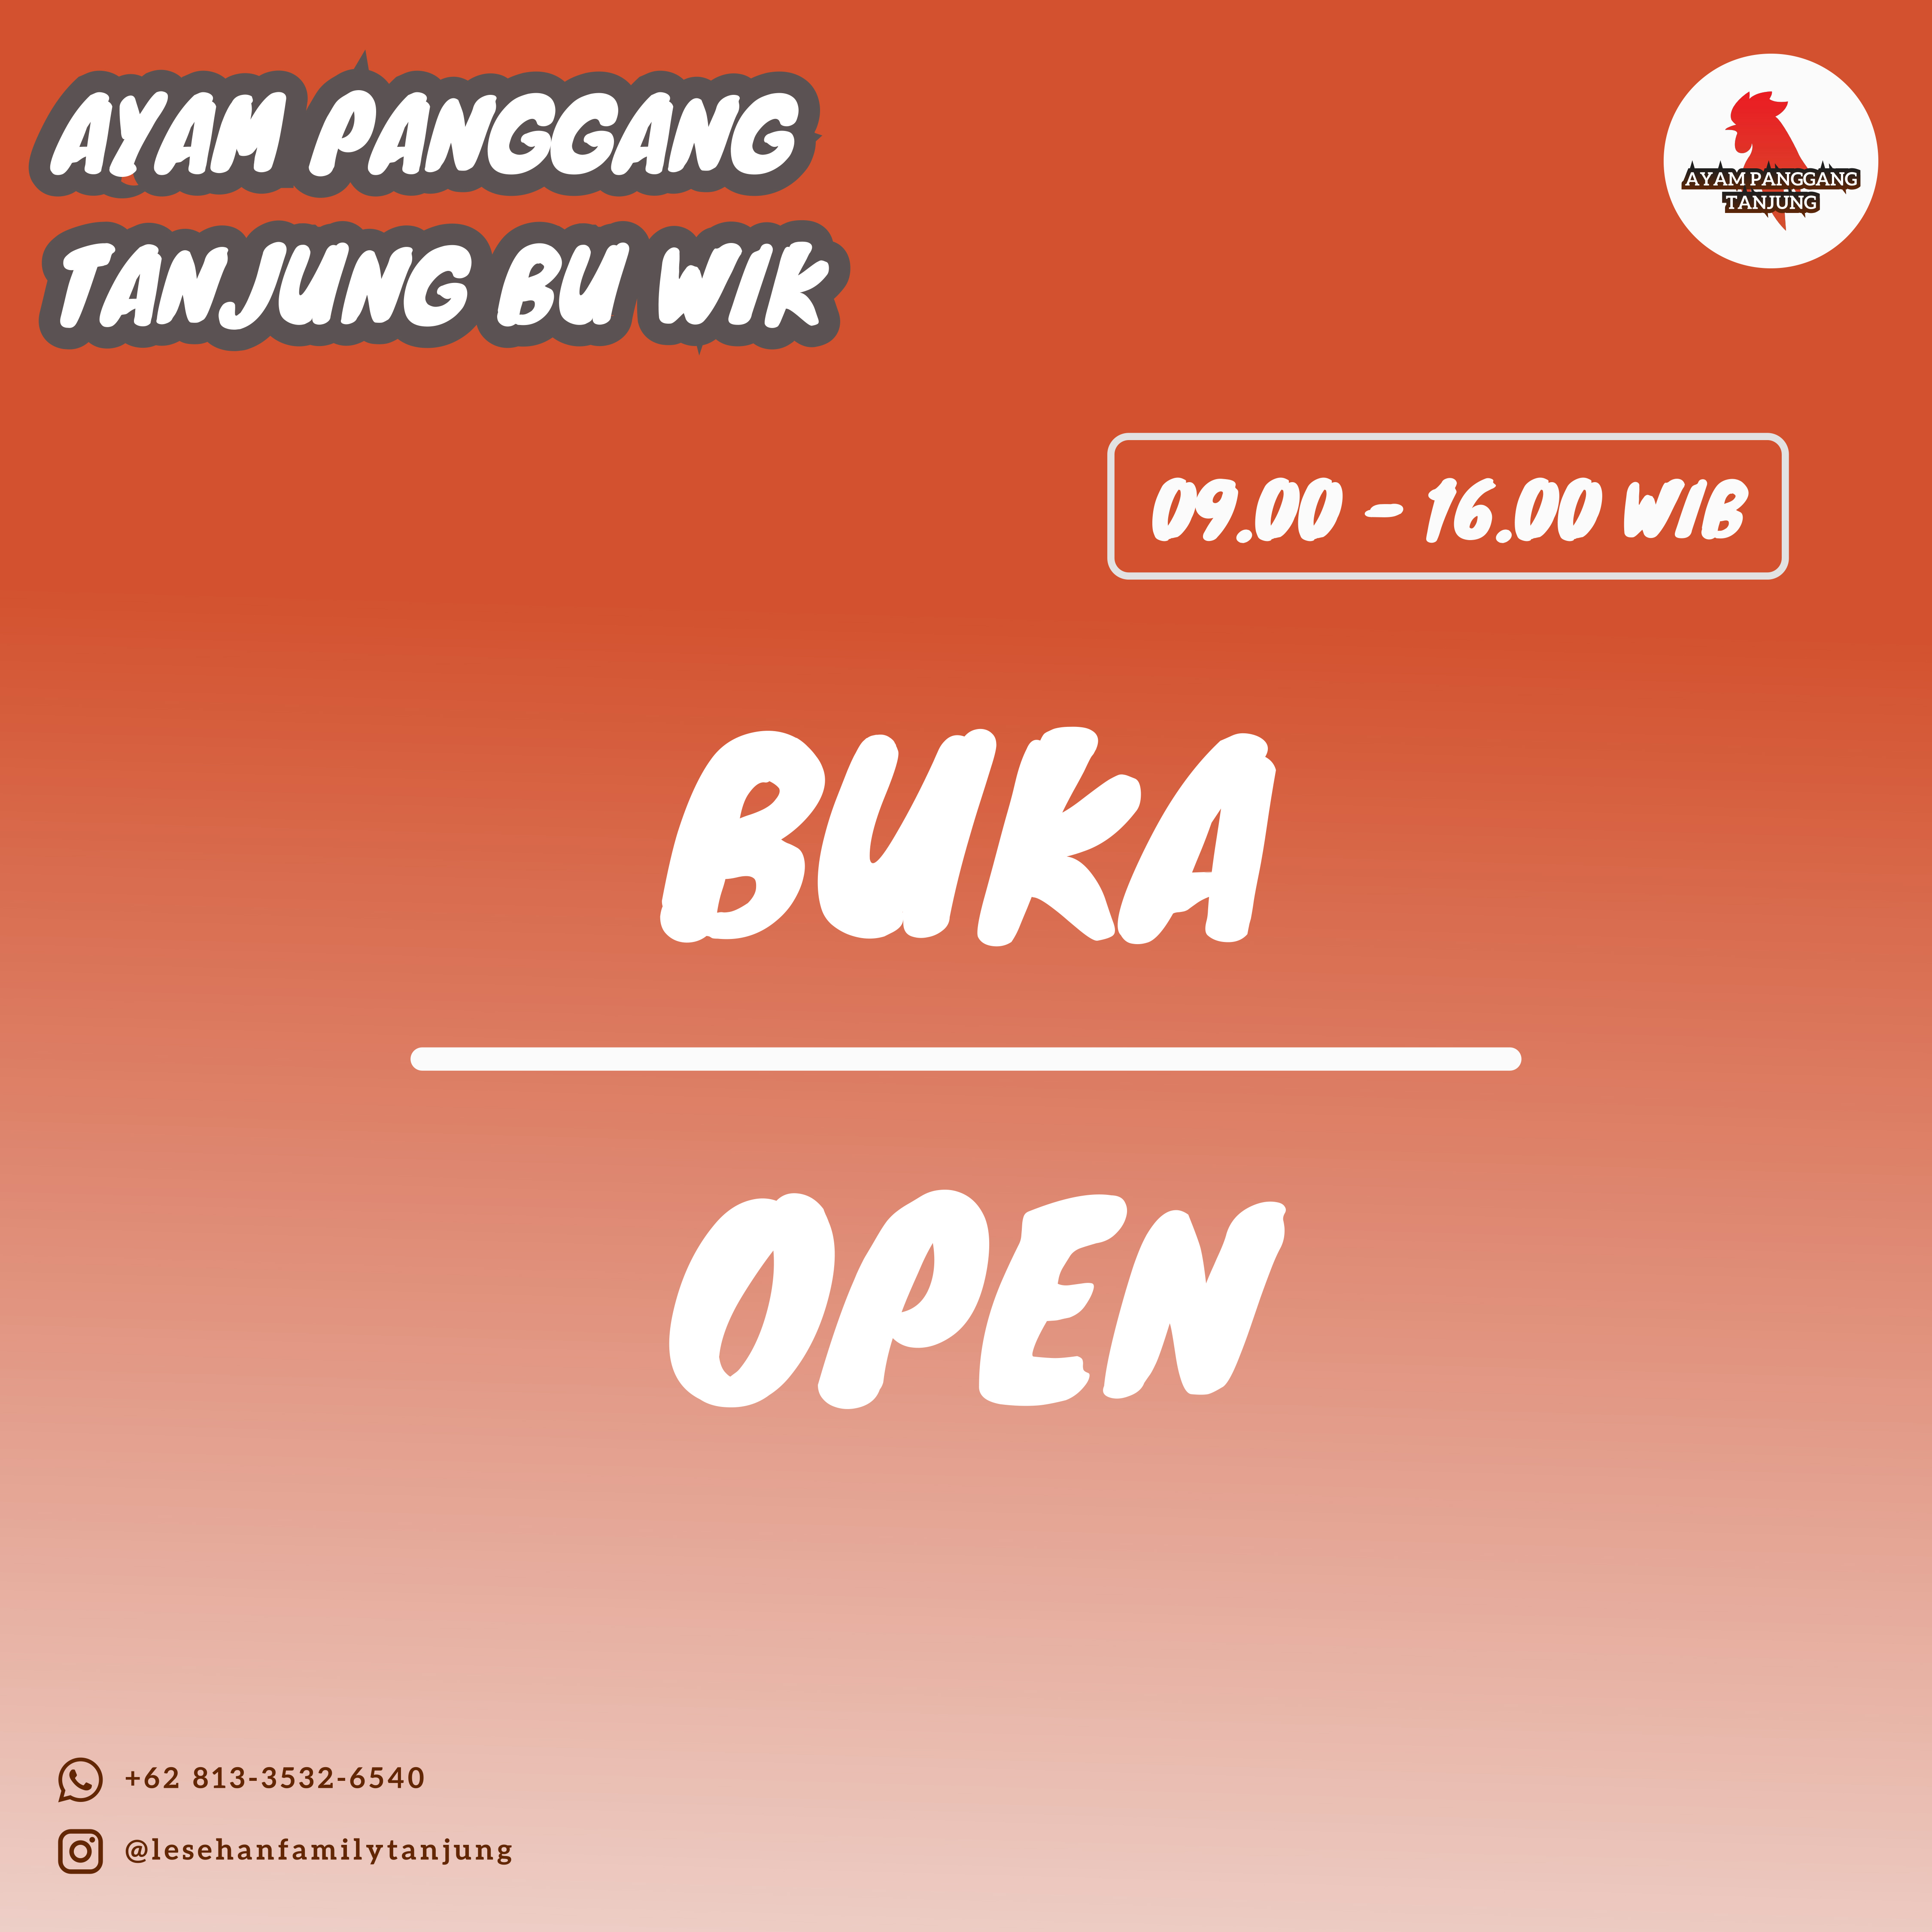 AYAM PANGGANG
TANJUNG BU WIK
AYAM PANGGANG
TANJUNG
09.00 - 16.00 WIB
BUKA
OPEN
+62 813-3532-6540
@lesehanfamilytanjung